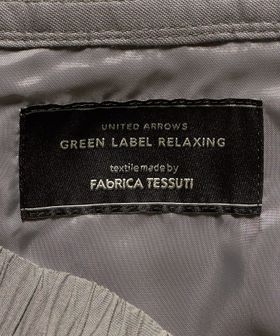 UNITED ARROWS
GREEN LABEL RELAXING
textile made by
FAbRICA TESSUTI